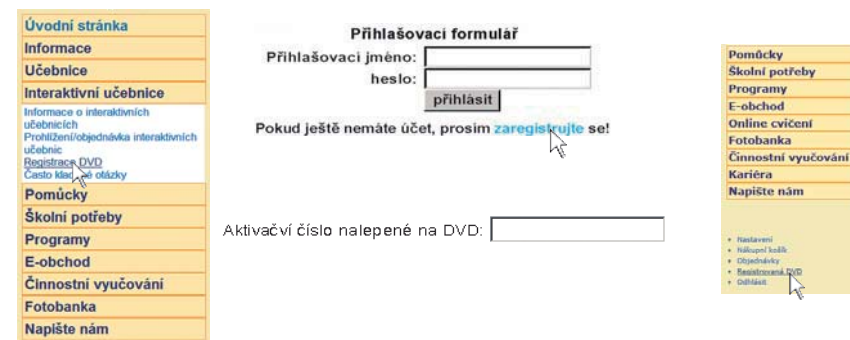 Úvodní stránka
Informace
Učebnice
Interaktivní učebnice
Informace o interaktivních
učebnicích
Prohlížení/objednávka interaktivních
učebnic
Registrace DVD
Často kladené otázky
Pomůcky
Školní potřeby
Programy
E-obchod
Činnostní vyučování
Fotobanka
Napište nám
Přihlašovací formulář
Přihlašovací jméno:
heslo:
přihlásit
Pokud ještě nemáte účet, prosím zaregistrujte se!
Aktivačví číslo nalepené na DVD:
Pomůcky
Školní potřeby
Programy
E-obchod
Online cvičení
Fotobanka
Činnostní vyučování
Kariéra
Napište nám
Nastavení
Nákupní košík
Objednávky
Registrovaná DVD
Odhlásit